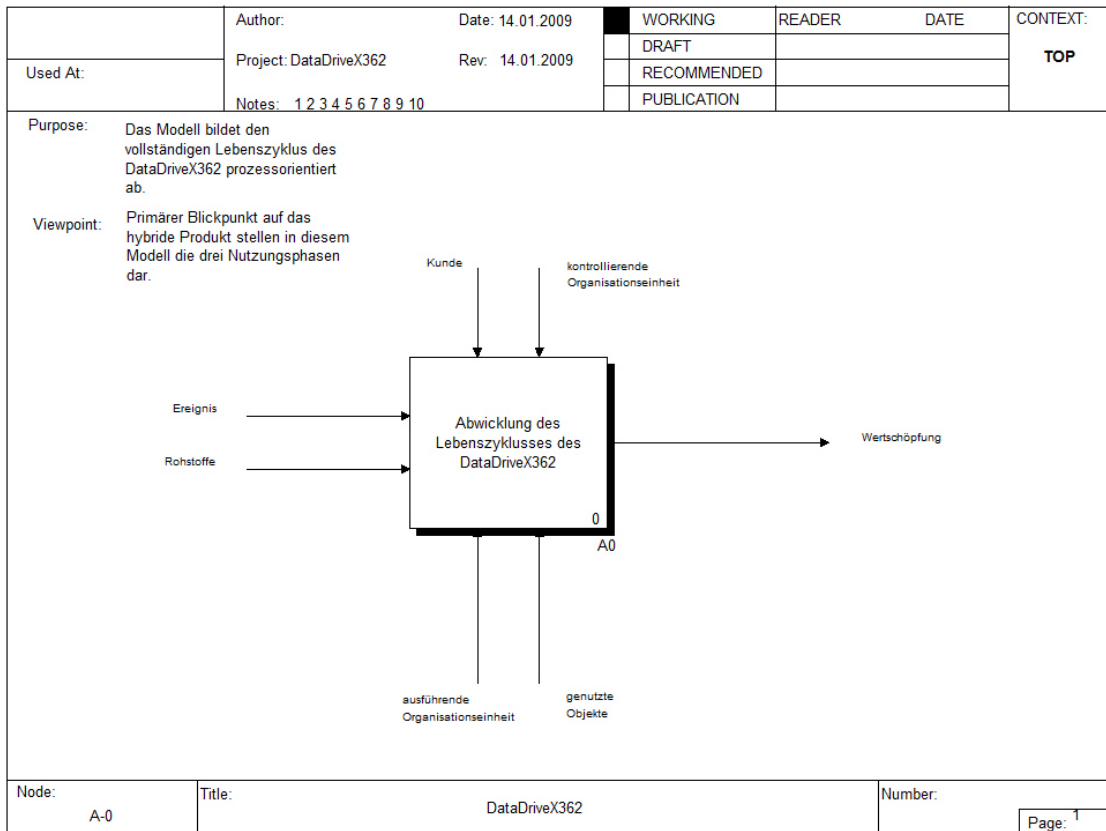 Used At:
Author:
Date: 14.01.2009
Project: DataDriveX362
Rev: 14.01.2009
Notes: 1 2 3 4 5 6 7 8 9 10
WORKING
DRAFT
RECOMMENDED
PUBLICATION
READER
DATE
CONTEXT:
TOP
Purpose:
Das Modell bildet den
vollständigen Lebenszyklus des
DataDriveX362 prozessorientiert
ab.
Viewpoint:
Primärer Blickpunkt auf das
hybride Produkt stellen in diesem
Modell die drei Nutzungsphasen
dar.
Kunde
kontrollierende
Organisationseinheit
Ereignis
Rohstoffe
Abwicklung des
Lebenszyklusses des
DataDriveX362
0
A0
Wertschöpfung
ausführende
Organisationseinheit
genutzte
Objekte
Node:
A-0
Title:
DataDriveX362
Number:
Page: 1